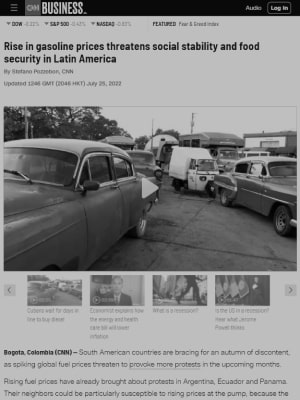 CNN BUSINESS
Audio
Log In
DOW -0.22%
S&P 500 -0.42%
NASDAQ -0.83%
FEATURED Fear & Greed Index
Rise in gasoline prices threatens social stability and food
security in Latin America
By Stefano Pozzebon, CNN
Updated 1246 GMT (2046 HKT) July 25, 2022
Cubans wait for days in
line to buy diesel
Economist explains how
the energy and health
care bill will lower
inflation
What is a recession?
Is the US in a recession?
Hear what Jerome
Powell thinks
Bogota, Colombia (CNN) — South American countries are bracing for an autumn of discontent,
as spiking global fuel prices threaten to provoke more protests in the upcoming months.
Rising fuel prices have already brought about protests in Argentina, Ecuador and Panama.
Their neighbors could be particularly susceptible to rising prices at the pump, because the